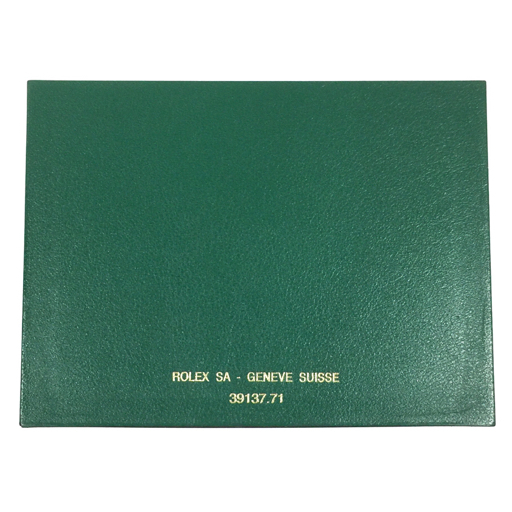 ROLEX SA - GENEVE SUISSE
39137.71